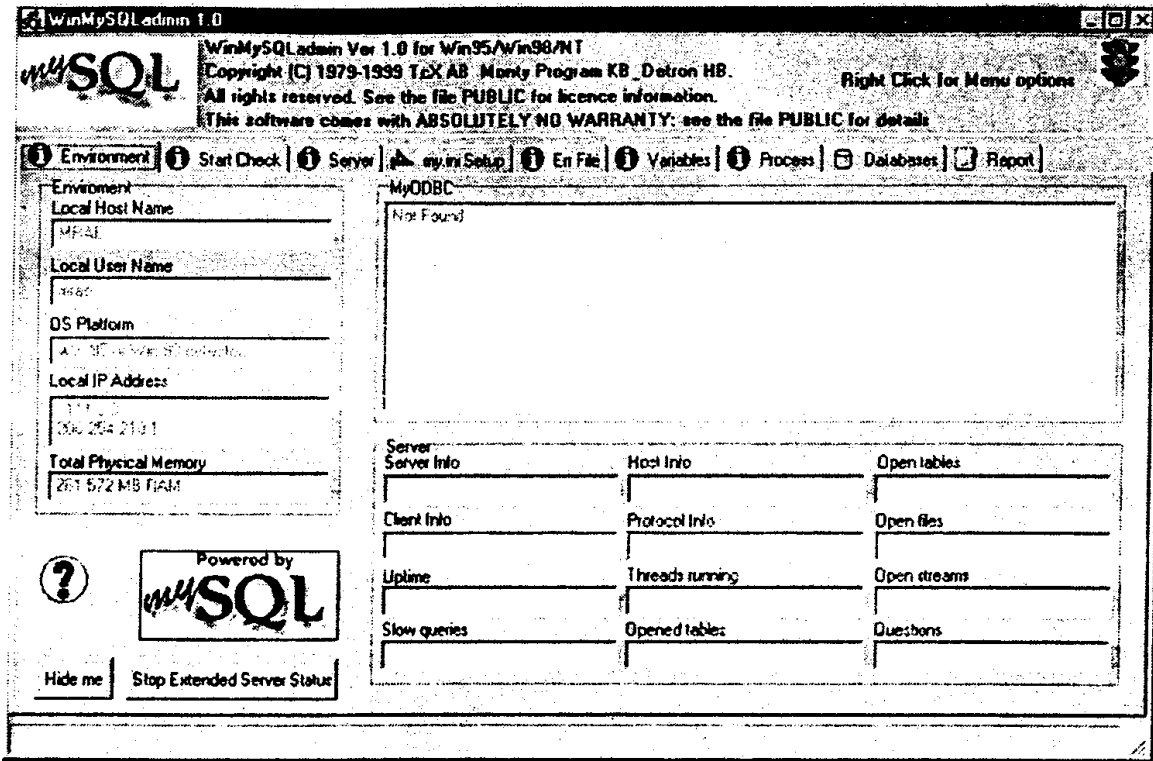 WinMySQLadmin 1.0
mySQL
WinMySQLadmin Ver 1.0 for Win95/Win98/NT
Copyright (C) 1979-1999 TcX AB Monty Program KB Detron HB.
All rights reserved. See the file PUBLIC for licence information.
This software comes with ABSOLUTELY NO WARRANTY: see the file PUBLIC for details
Right Click for Menu options
Environment Start Check Server my.ini Setup Err File Variables Process Databases Report
Enviroment
Local Host Name
Local User Name
OS Platform
Local IP Address
Total Physical Memory
MB RAM
MyODBC
Not Found
Server
Server Info Host Info Open tables
Client Info Protocol Info Open files
Uptime Threads running Open streams
Slow queries Opened tables Questions
?
Powered by
mySQL
Hide me Stop Extended Server Status